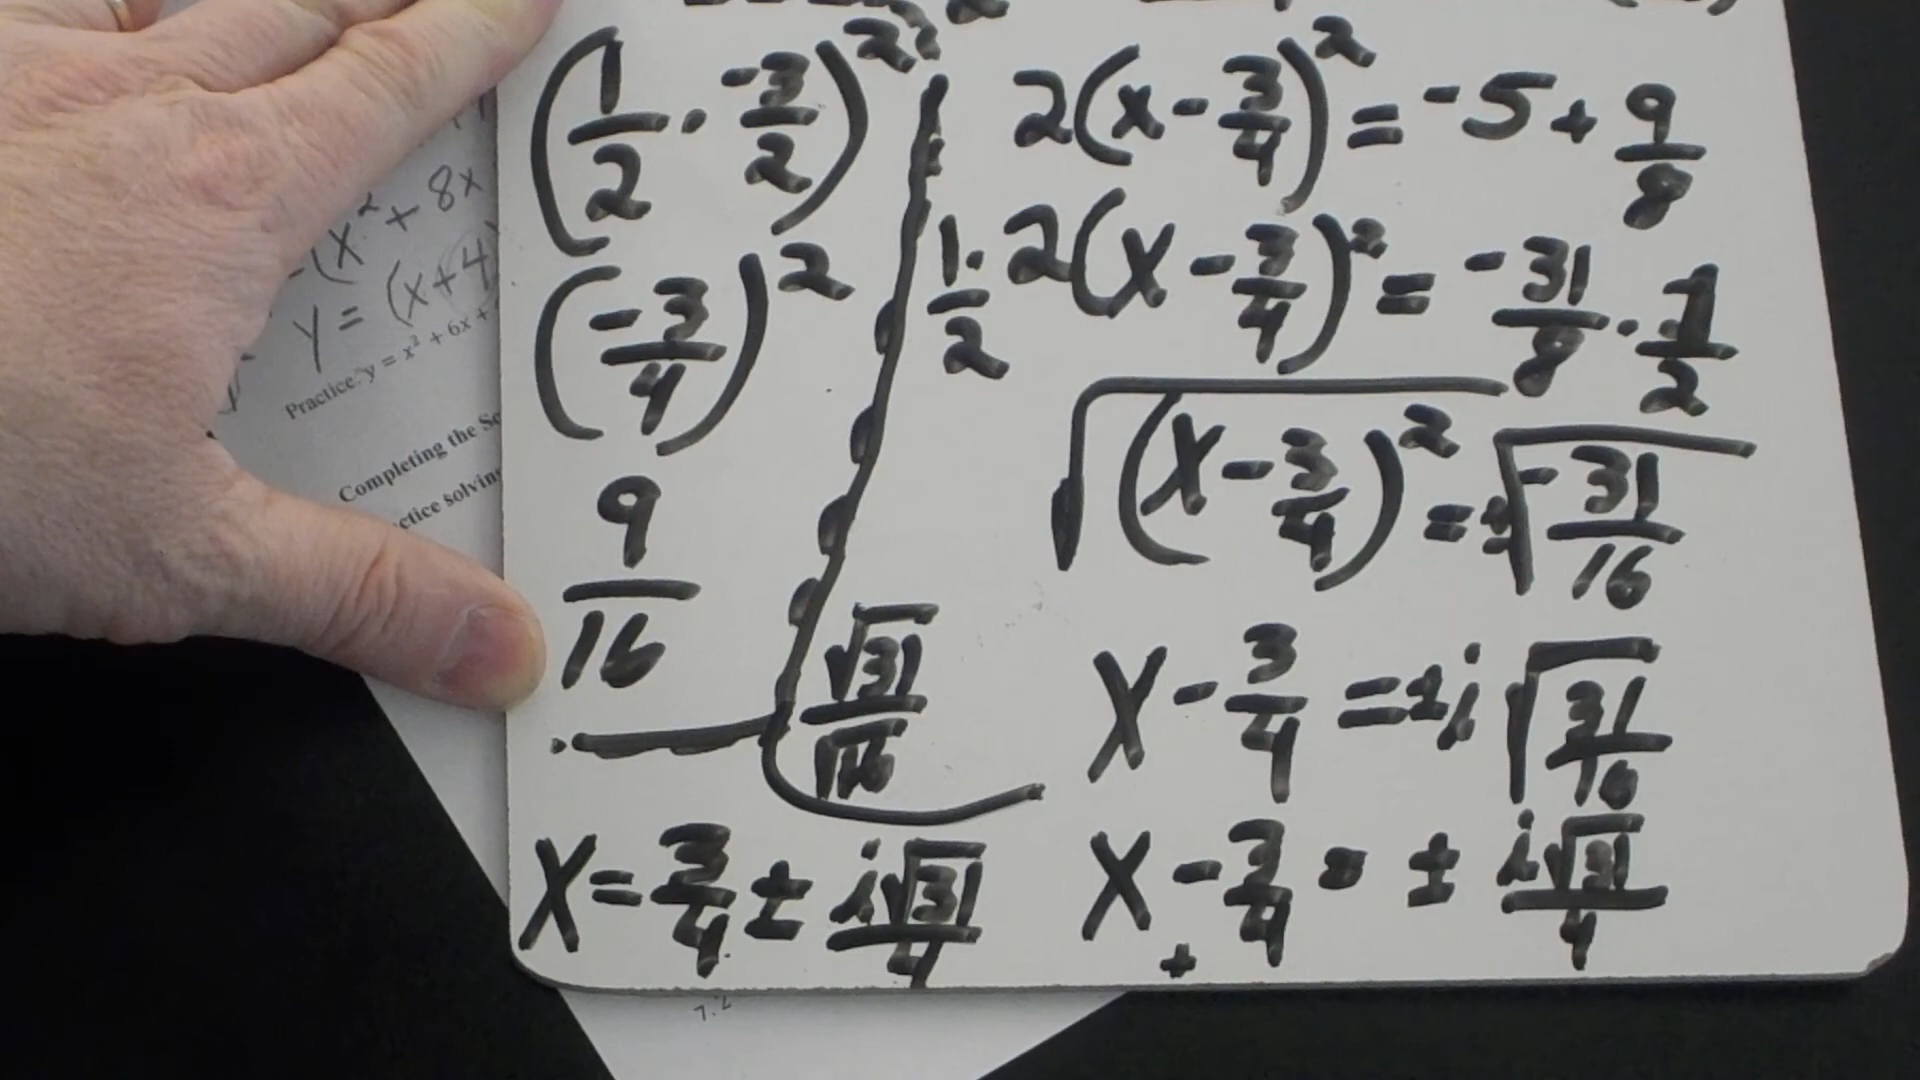 (1/2 · -3/2)²
(-3/4)²
9/16
2(x - 3/4)² = -5 + 9/8
1/2 · 2(x - 3/4)² = -31/8 · 1/2
√(x - 3/4)² = ±√-31/16
x - 3/4 = ±i √31/16
√31/√16
x - 3/4 = ± i√31/4
+
x = 3/4 ± i√31/4
-(x² + 8x
y = (x+4
Practice: y = x² + 6x +
Completing the Sq
ctice solving
7.2